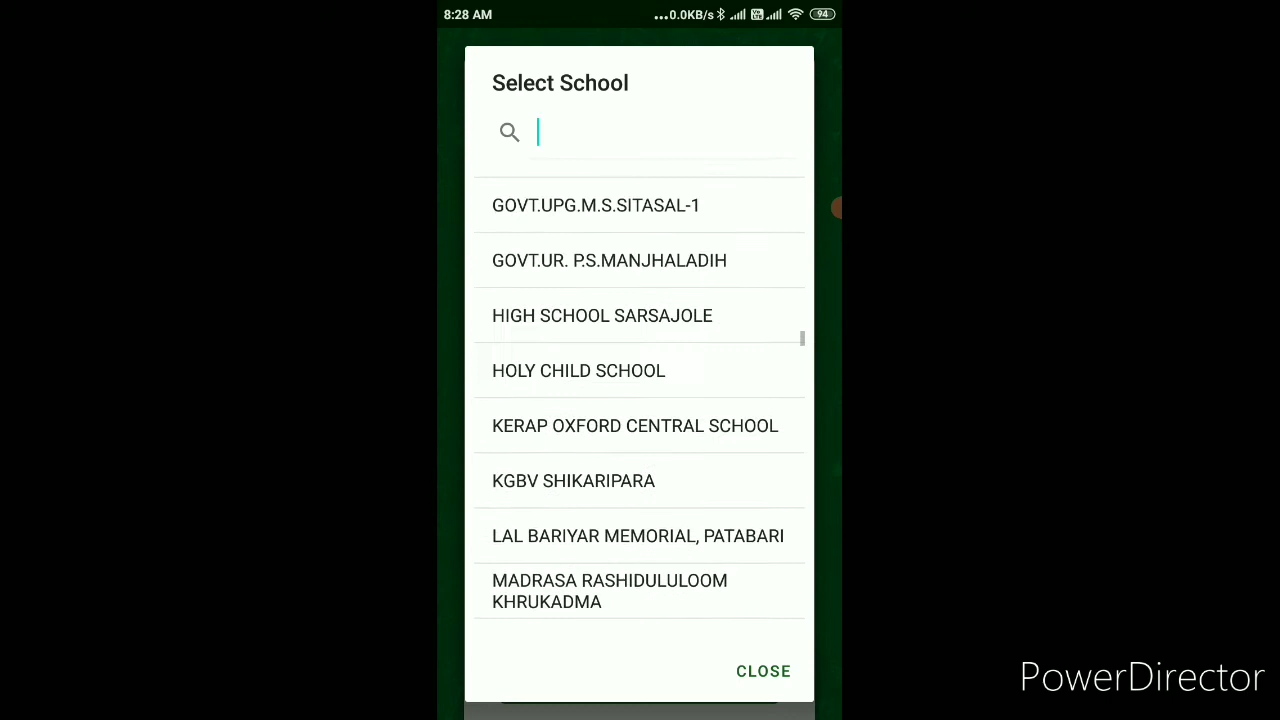 8:28 AM
...0.0KB/s
94
Select School
GOVT.UPG.M.S.SITASAL-1
GOVT.UR. P.S.MANJHALADIH
HIGH SCHOOL SARSAJOLE
HOLY CHILD SCHOOL
KERAP OXFORD CENTRAL SCHOOL
KGBV SHIKARIPARA
LAL BARIYAR MEMORIAL, PATABARI
MADRASA RASHIDULULOOM
KHRUKADMA
CLOSE
PowerDirector